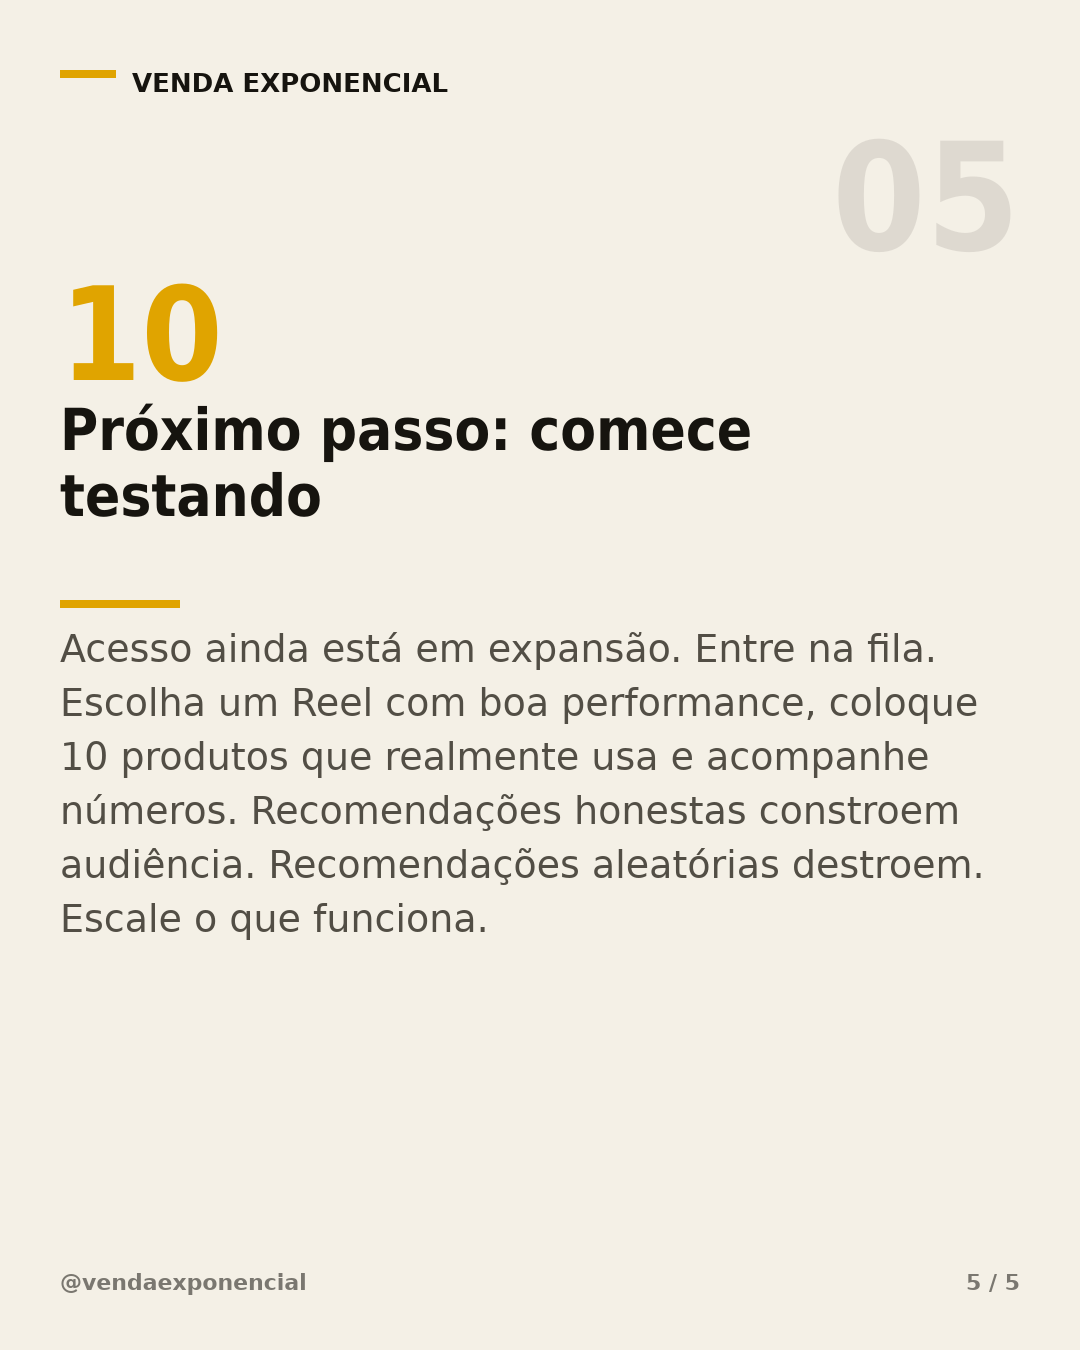 VENDA EXPONENCIAL
05
10
Próximo passo: comece
testando
Acesso ainda está em expansão. Entre na fila.
Escolha um Reel com boa performance, coloque
10 produtos que realmente usa e acompanhe
números. Recomendações honestas constroem
audiência. Recomendações aleatórias destroem.
Escale o que funciona.
@vendaexponencial
5 / 5